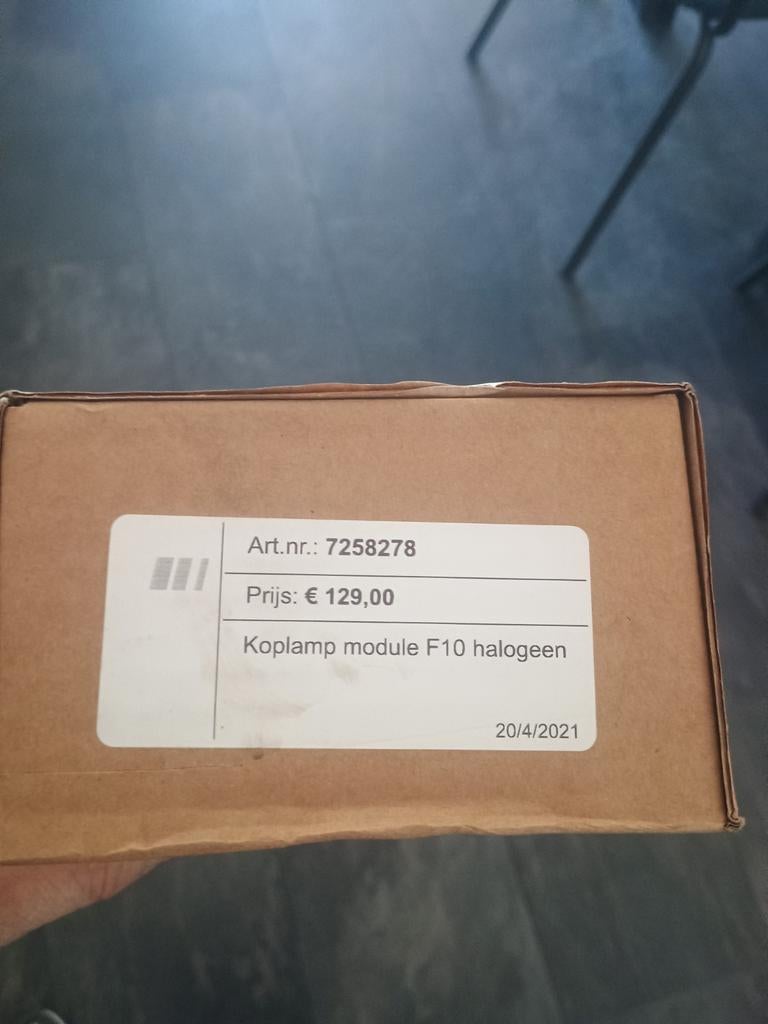 Art.nr.: 7258278
Prijs: € 129,00
Koplamp module F10 halogeen
20/4/2021